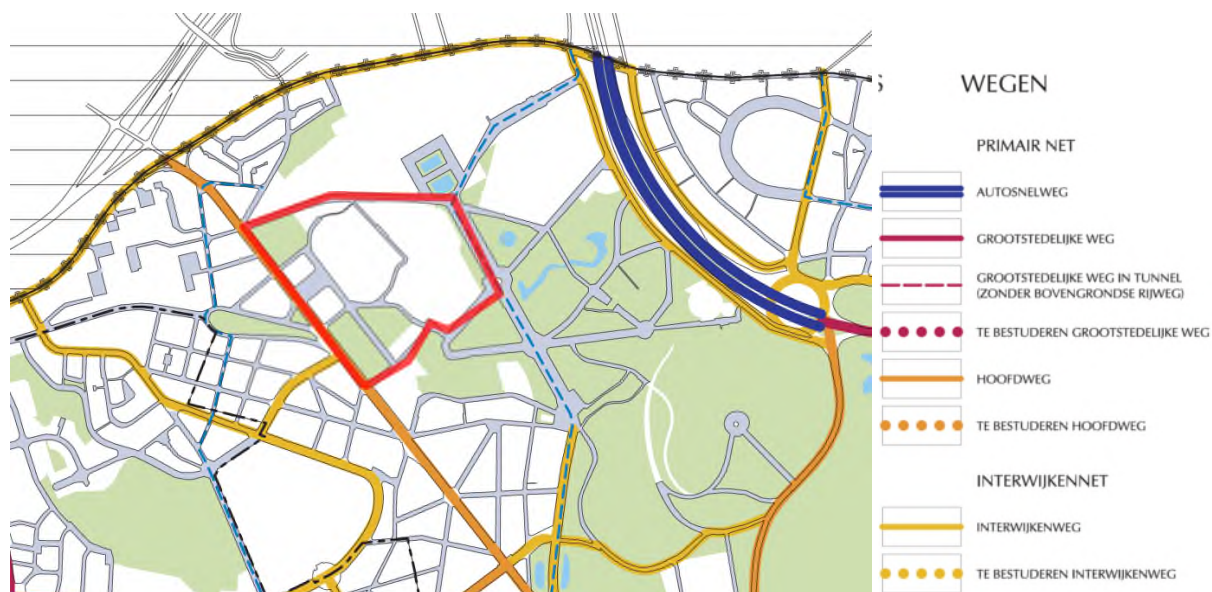 S WEGEN
PRIMAIR NET
AUTOSNELWEG
GROOTSTEDELIJKE WEG
GROOTSTEDELIJKE WEG IN TUNNEL
(ZONDER BOVENGRONDSE RIJWEG)
TE BESTUDEREN GROOTSTEDELIJKE WEG
HOOFDWEG
TE BESTUDEREN HOOFDWEG
INTERWIJKENNET
INTERWIJKENWEG
TE BESTUDEREN INTERWIJKENWEG